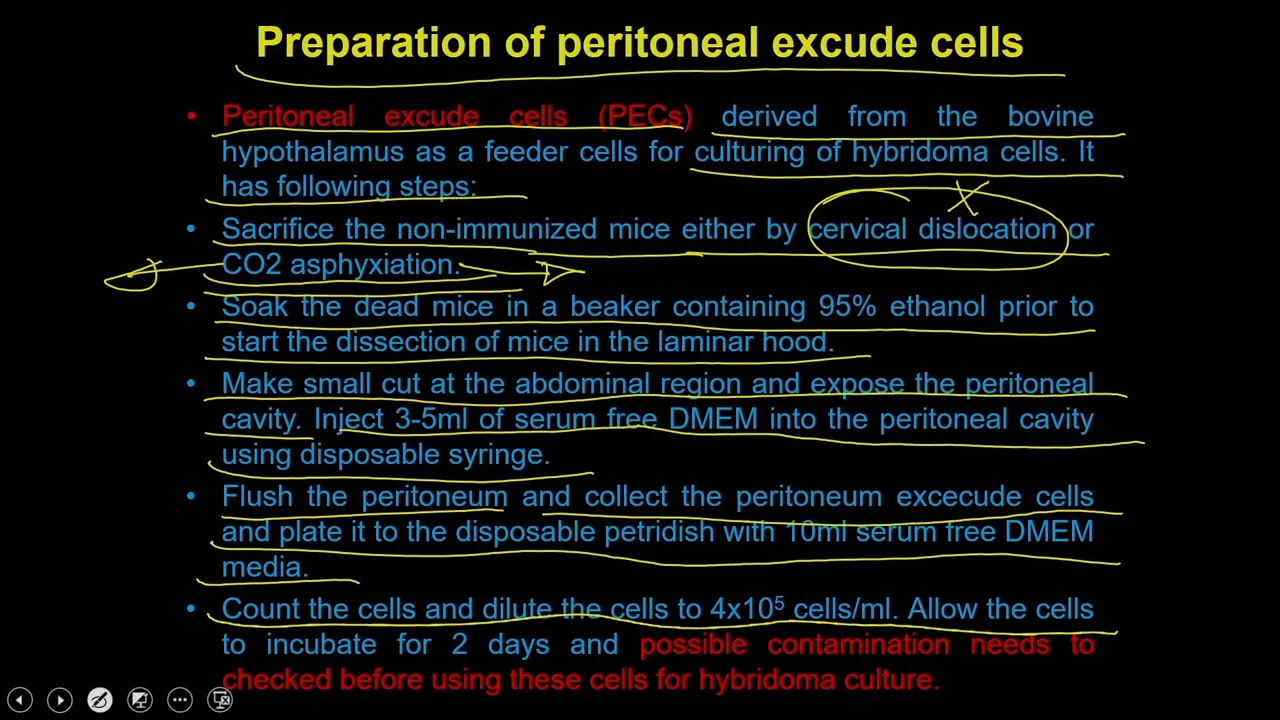 Preparation of peritoneal excude cells
• Peritoneal excude cells (PECs) derived from the bovine
hypothalamus as a feeder cells for culturing of hybridoma cells. It
has following steps:
• Sacrifice the non-immunized mice either by cervical dislocation or
CO2 asphyxiation.
• Soak the dead mice in a beaker containing 95% ethanol prior to
start the dissection of mice in the laminar hood.
• Make small cut at the abdominal region and expose the peritoneal
cavity. Inject 3-5ml of serum free DMEM into the peritoneal cavity
using disposable syringe.
• Flush the peritoneum and collect the peritoneum excecude cells
and plate it to the disposable petridish with 10ml serum free DMEM
media.
• Count the cells and dilute the cells to 4x10⁵ cells/ml. Allow the cells
to incubate for 2 days and possible contamination needs to
checked before using these cells for hybridoma culture.